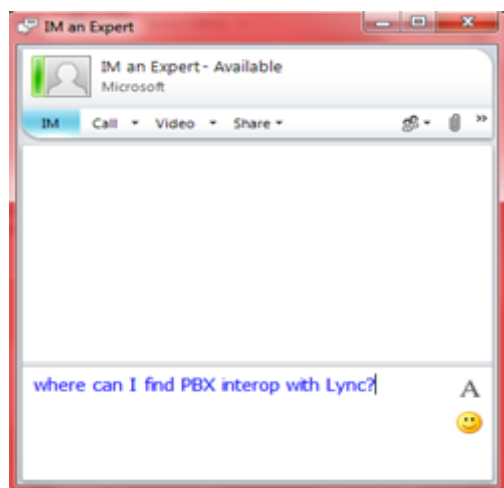 IM an Expert
IM an Expert - Available
Microsoft
IM Call Video Share
where can I find PBX interop with Lync?
A